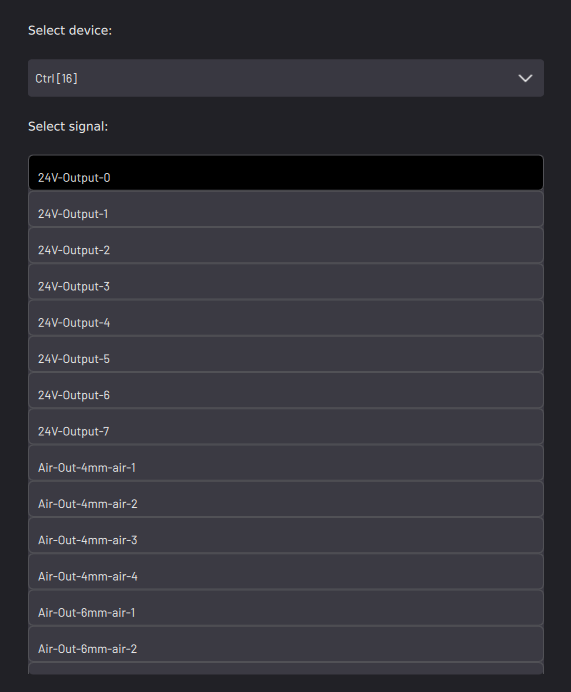 Select device:
Ctrl [16]
Select signal:
24V-Output-0
24V-Output-1
24V-Output-2
24V-Output-3
24V-Output-4
24V-Output-5
24V-Output-6
24V-Output-7
Air-Out-4mm-air-1
Air-Out-4mm-air-2
Air-Out-4mm-air-3
Air-Out-4mm-air-4
Air-Out-6mm-air-1
Air-Out-6mm-air-2